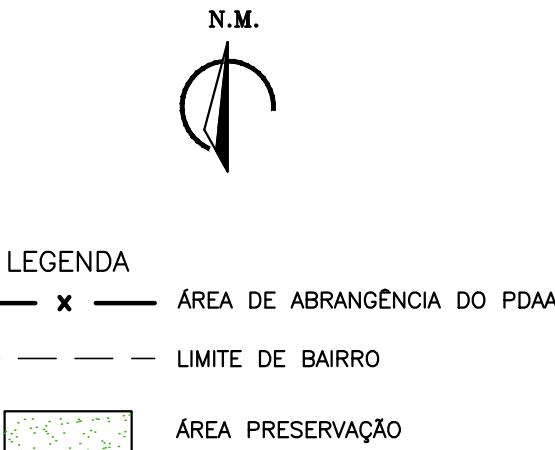 N.M.
LEGENDA
x ÁREA DE ABRANGÊNCIA DO PDAA
LIMITE DE BAIRRO
ÁREA PRESERVAÇÃO